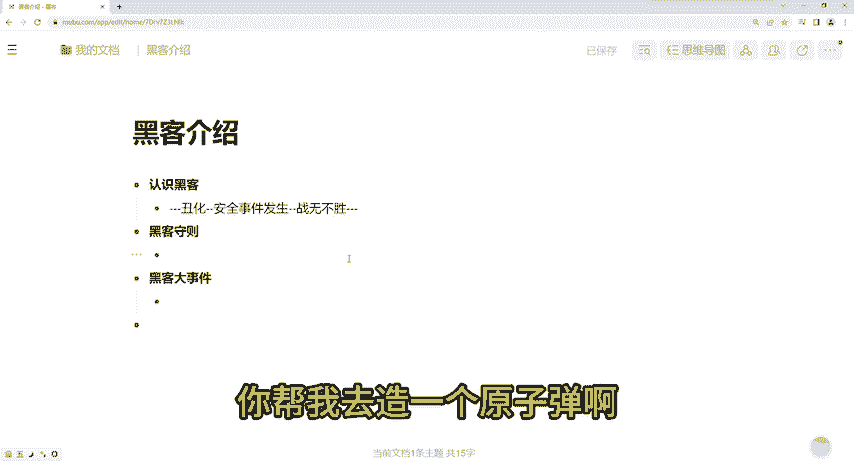 黑客介绍 - 幕布
mubu.com/app/edit/home/7Drv7Z3LNlk
我的文档 | 黑客介绍
已保存
思维导图
黑客介绍
认识黑客
---丑化--安全事件发生--战无不胜---
黑客守则
黑客大事件
你帮我去造一个原子弹啊
当前文档1条主题 共15字